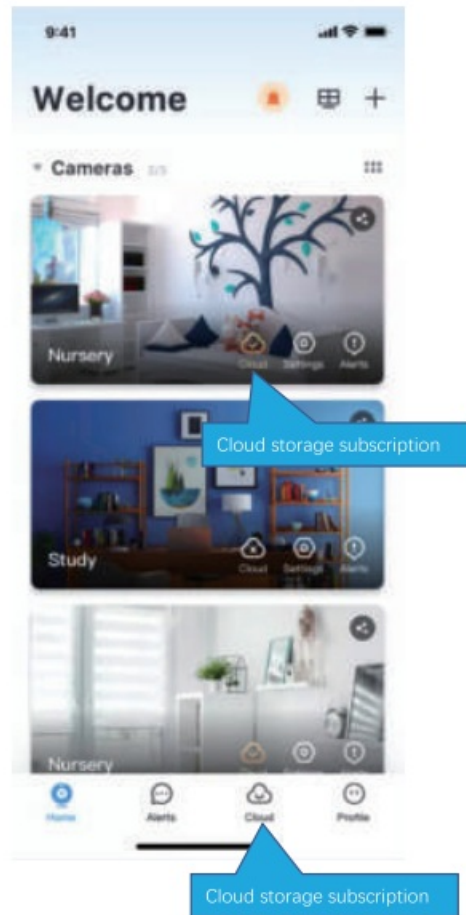 9:41
Welcome
Cameras
Nursery
Cloud Settings Alerts
Cloud storage subscription
Study
Cloud Settings Alerts
Nursery
Home Alerts Cloud Profile
Cloud storage subscription